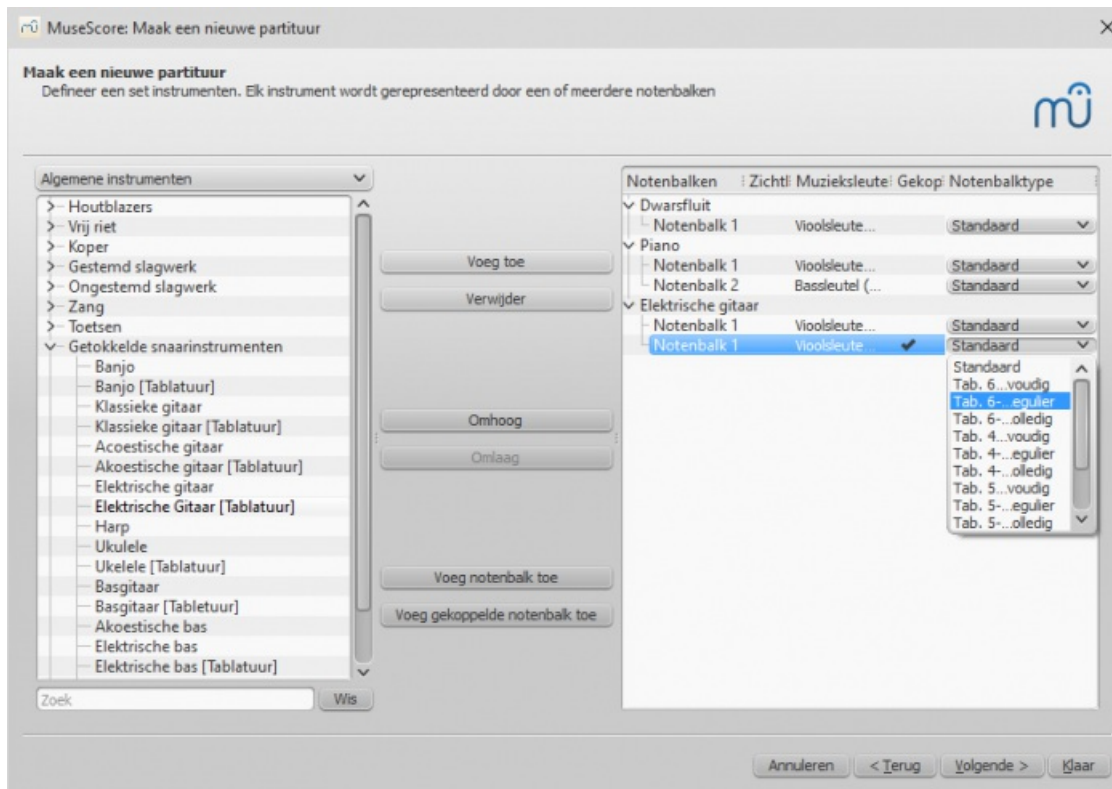 MuseScore: Maak een nieuwe partituur
Maak een nieuwe partituur
Defineer een set instrumenten. Elk instrument wordt gerepresenteerd door een of meerdere notenbalken
mû
Algemene instrumenten
Houtblazers
Vrij riet
Koper
Gestemd slagwerk
Ongestemd slagwerk
Zang
Toetsen
Getokkelde snaarinstrumenten
Banjo
Banjo [Tablatuur]
Klassieke gitaar
Klassieke gitaar [Tablatuur]
Acoestische gitaar
Akoestische gitaar [Tablatuur]
Elektrische gitaar
Elektrische Gitaar [Tablatuur]
Harp
Ukulele
Ukelele [Tablatuur]
Basgitaar
Basgitaar [Tabletuur]
Akoestische bas
Elektrische bas
Elektrische bas [Tablatuur]
Zoek
Wis
Voeg toe
Verwijder
Omhoog
Omlaag
Voeg notenbalk toe
Voeg gekoppelde notenbalk toe
Notenbalken Zichtl Muzieksleute Gekop Notenbalktype
Dwarsfluit
Notenbalk 1 Vioolsleute... Standaard
Piano
Notenbalk 1 Vioolsleute... Standaard
Notenbalk 2 Bassleutel (... Standaard
Elektrische gitaar
Notenbalk 1 Vioolsleute... Standaard
Notenbalk 1 Vioolsleute... ✔ Standaard
Standaard
Tab. 6...voudig
Tab. 6-...egulier
Tab. 6-...olledig
Tab. 4...voudig
Tab. 4-...egulier
Tab. 4-...olledig
Tab. 5...voudig
Tab. 5-...egulier
Tab. 5-...olledig
Annuleren < Terug Volgende > Klaar